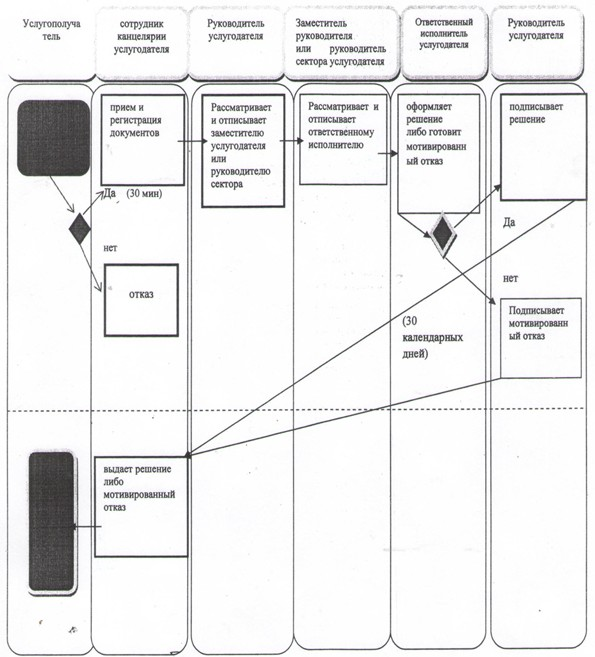 Услугополуча
тель
сотрудник
канцелярии
услугодателя
Руководитель
услугодателя
Заместитель
руководителя
или руководитель
сектора услугодателя
Ответственный
исполнитель
услугодателя
Руководитель
услугодателя
прием и
регистрация
документов
Рассматривает
и отписывает
заместителю
услугодателя
или
руководителю
сектора
Рассматривает и
отписывает
ответственному
исполнителю
оформляет
решение
либо готовит
мотивированн
ый отказ
подписывает
решение
Да (30 мин)
нет
отказ
Да
нет
(30
календарных
дней)
Подписывает
мотивированн
ый отказ
выдает решение
либо
мотивированный
отказ